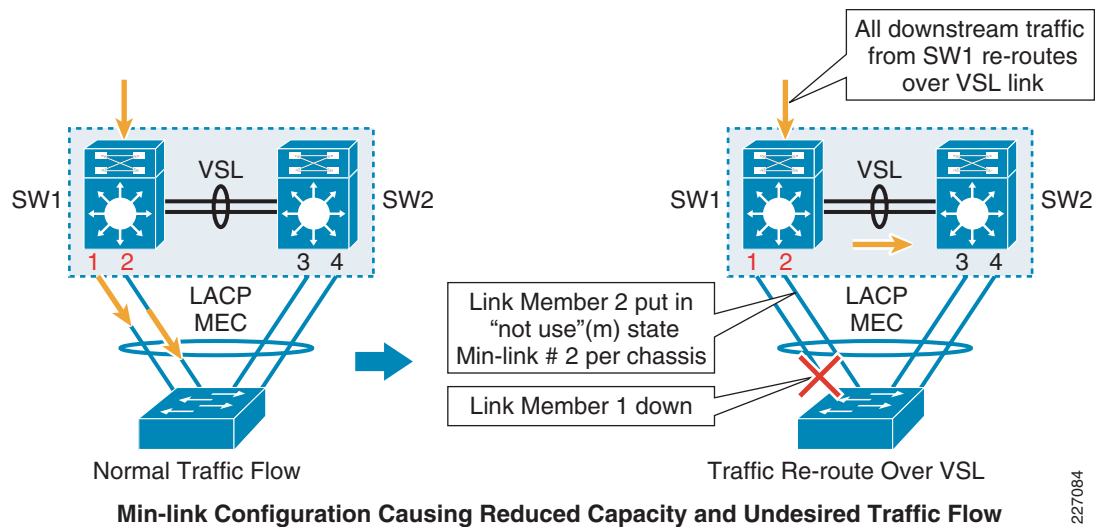 All downstream traffic
from SW1 re-routes
over VSL link
VSL
SW1
SW2
1 2
3 4
LACP
MEC
Normal Traffic Flow
VSL
SW1
SW2
1 2
3 4
LACP
MEC
Link Member 2 put in
“not use”(m) state
Min-link # 2 per chassis
Link Member 1 down
Traffic Re-route Over VSL
227084
Min-link Configuration Causing Reduced Capacity and Undesired Traffic Flow